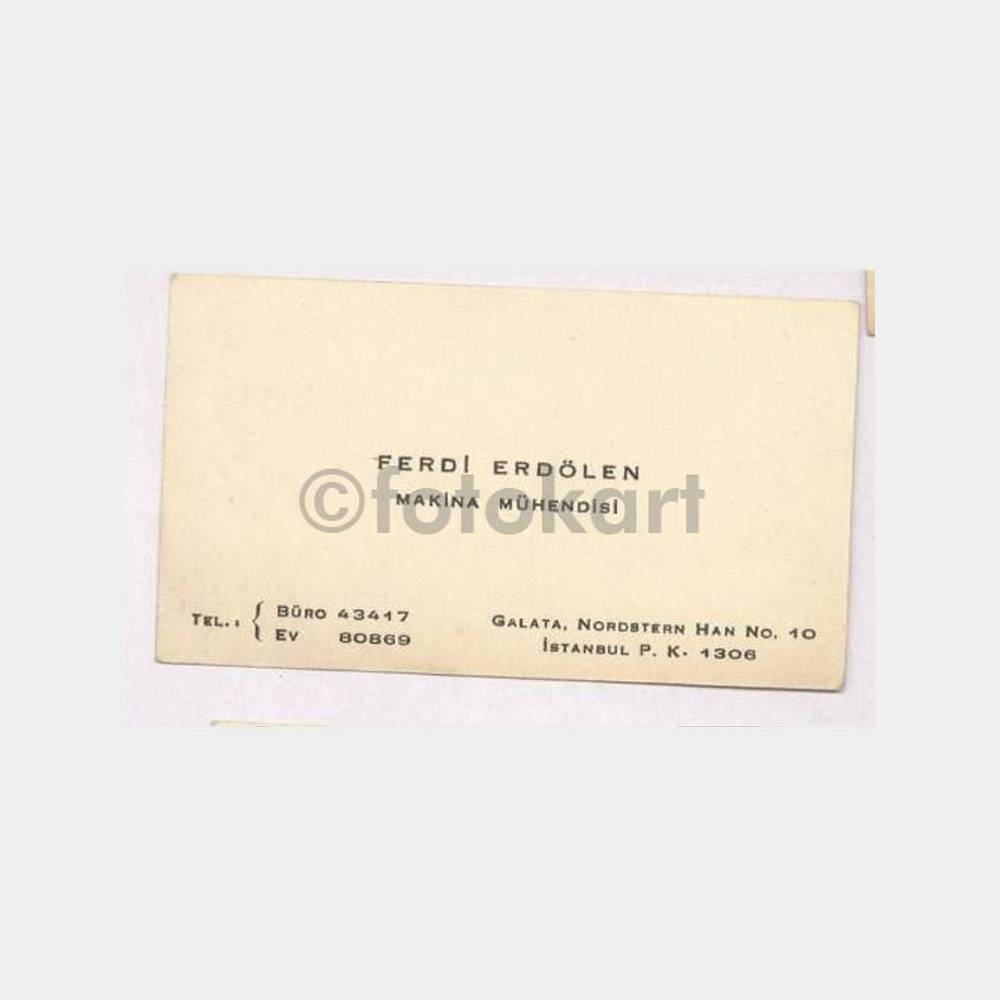 FERDİ ERDÖLEN
©fotokart
MAKİNA MÜHENDİSİ
TEL.: { BÜRO 43417
EV 80869
GALATA, NORDSTERN HAN NO. 10
İSTANBUL P. K. 1306